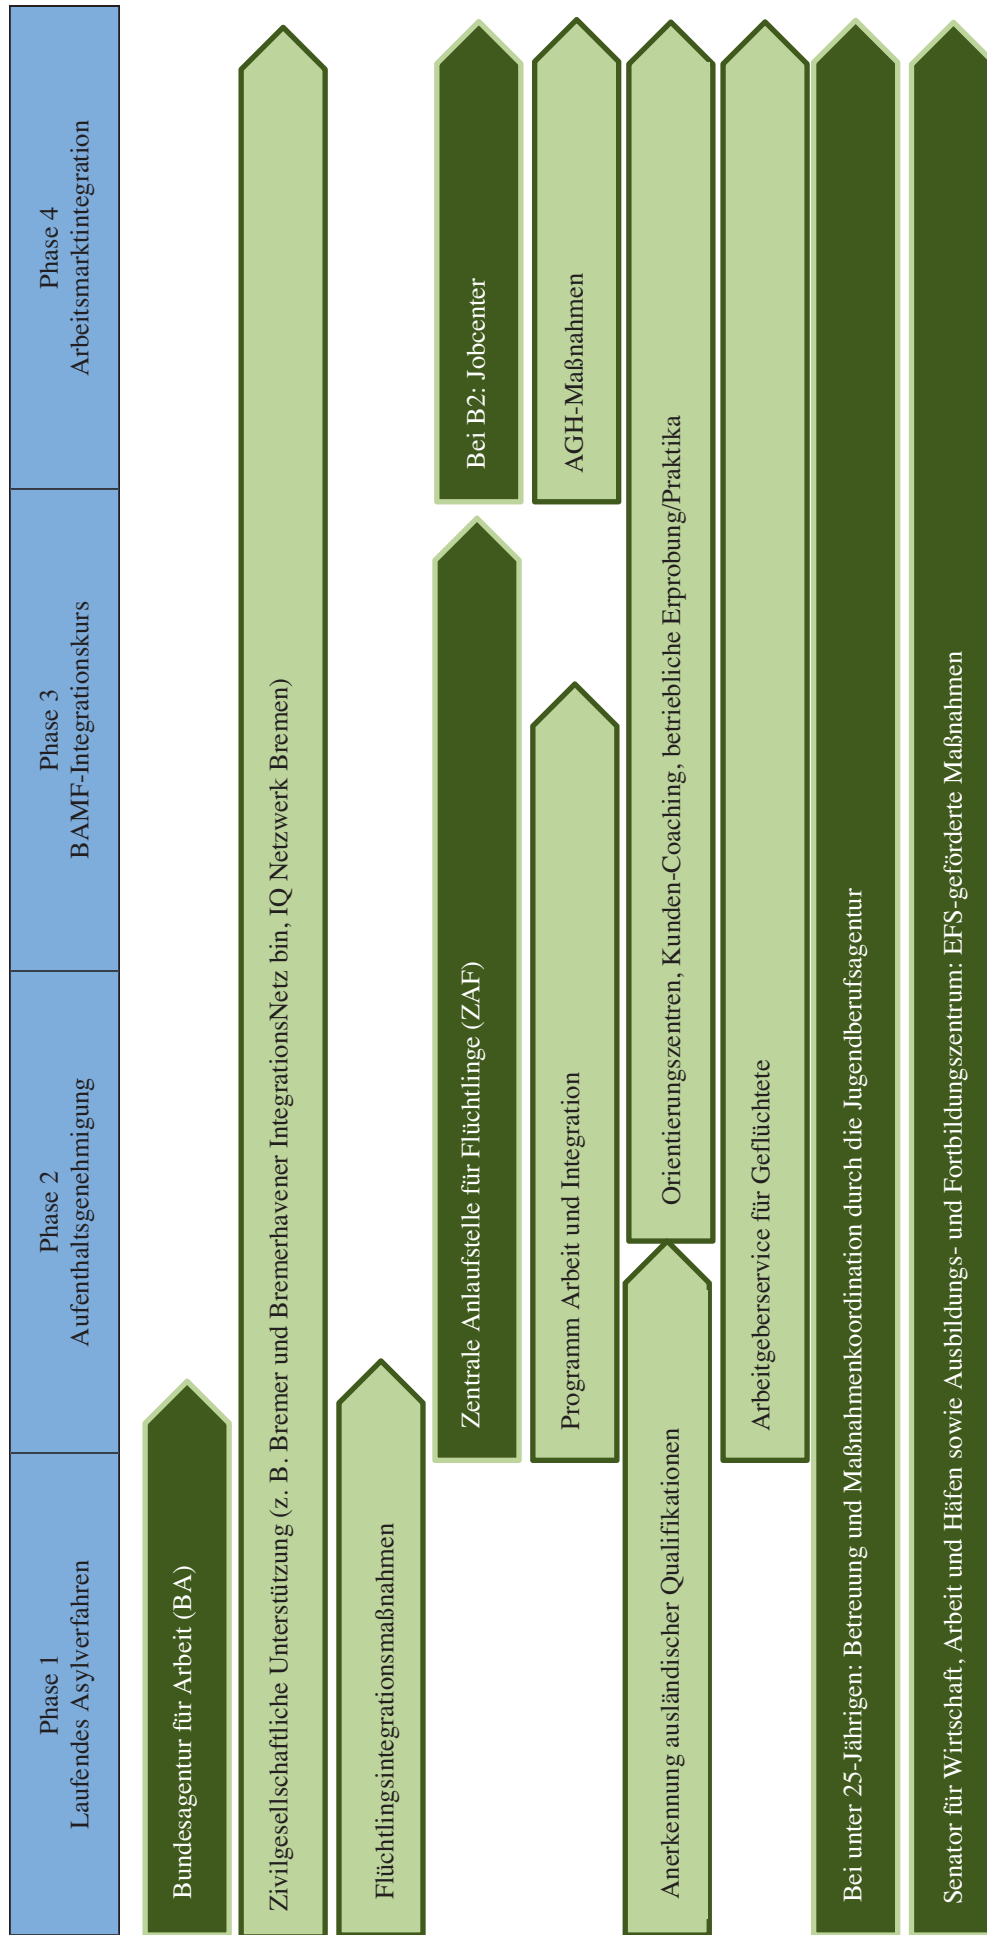 Phase 1
Laufendes Asylverfahren
Phase 2
Aufenthaltsgenehmigung
Phase 3
BAMF-Integrationskurs
Phase 4
Arbeitsmarktintegration
Bundesagentur für Arbeit (BA)
Zivilgesellschaftliche Unterstützung (z. B. Bremer und Bremerhavener IntegrationsNetz bin, IQ Netzwerk Bremen)
Flüchtlingsintegrationsmaßnahmen
Zentrale Anlaufstelle für Flüchtlinge (ZAF)
Bei B2: Jobcenter
Programm Arbeit und Integration
AGH-Maßnahmen
Anerkennung ausländischer Qualifikationen
Orientierungszentren, Kunden-Coaching, betriebliche Erprobung/Praktika
Arbeitgeberservice für Geflüchtete
Bei unter 25-Jährigen: Betreuung und Maßnahmenkoordination durch die Jugendberufsagentur
Senator für Wirtschaft, Arbeit und Häfen sowie Ausbildungs- und Fortbildungszentrum: EFS-geförderte Maßnahmen